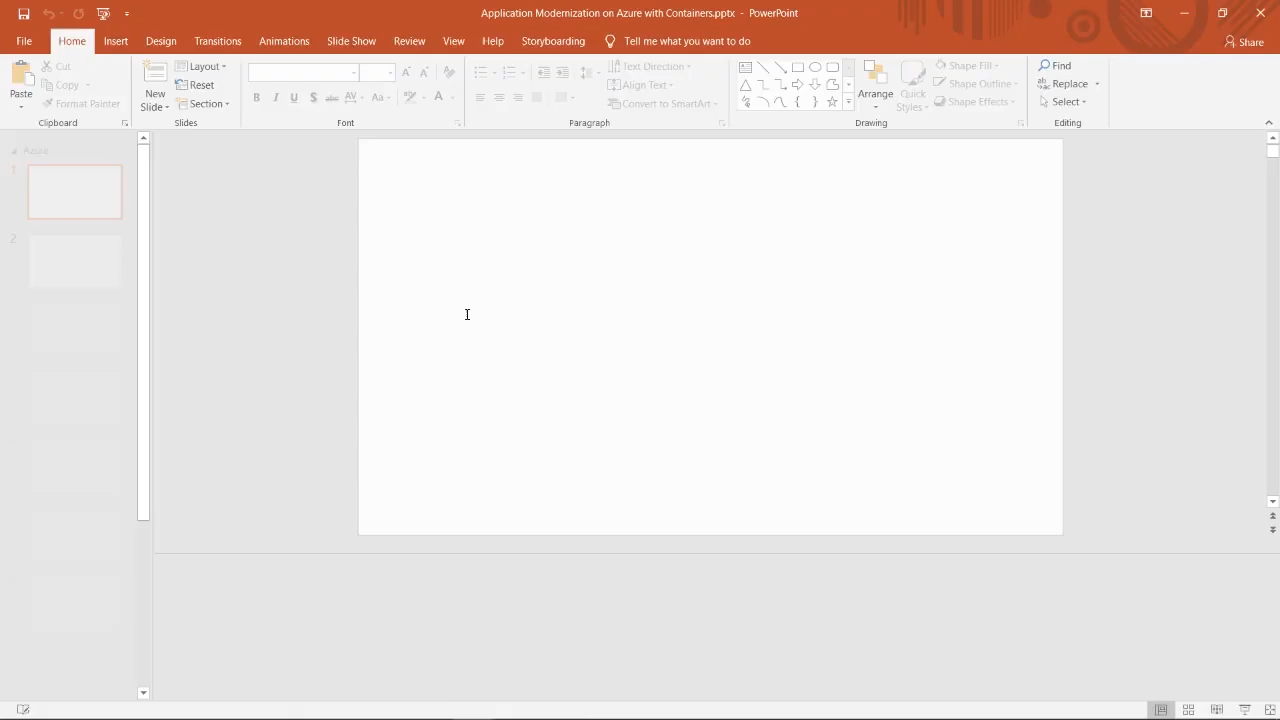 Application Modernization on Azure with Containers.pptx - PowerPoint
File Home Insert Design Transitions Animations Slide Show Review View Help Storyboarding Tell me what you want to do Share
Paste
Cut
Copy
Format Painter
Clipboard
New
Slide
Layout
Reset
Section
Slides
B I U S abc AV Aa A
Font
Text Direction
Align Text
Convert to SmartArt
Paragraph
Arrange
Quick
Styles
Shape Fill
Shape Outline
Shape Effects
Drawing
Find
Replace
Select
Editing
Azure
1
2